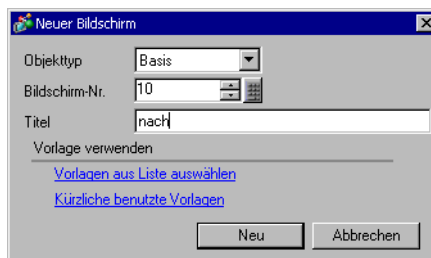 Neuer Bildschirm
Objekttyp Basis
Bildschirm-Nr. 10
Titel nach
Vorlage verwenden
Vorlagen aus Liste auswählen
Kürzliche benutzte Vorlagen
Neu Abbrechen